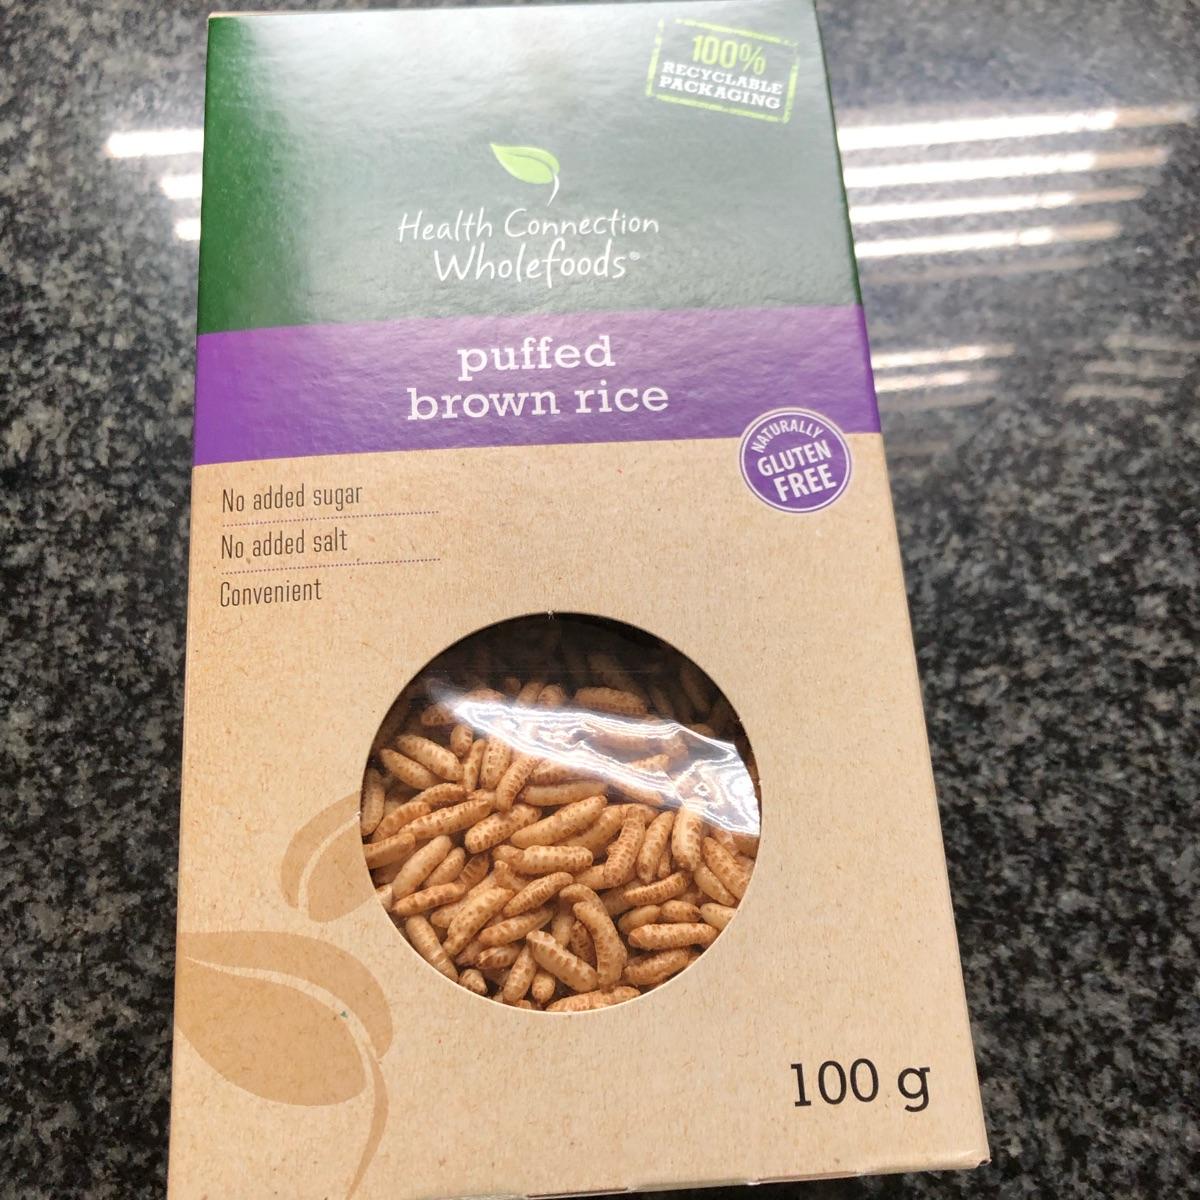 100%
RECYCLABLE
PACKAGING
Health Connection
Wholefoods®
puffed
brown rice
NATURALLY
GLUTEN
FREE
No added sugar
No added salt
Convenient
100 g